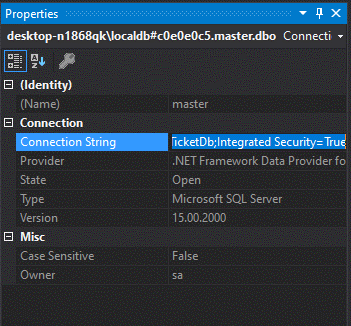 Properties
desktop-n1868qk\localdb#c0e0e0c5.master.dbo Connecti
(Identity)
(Name) master
Connection
Connection String TicketDb;Integrated Security=True
Provider .NET Framework Data Provider fo
State Open
Type Microsoft SQL Server
Version 15.00.2000
Misc
Case Sensitive False
Owner sa